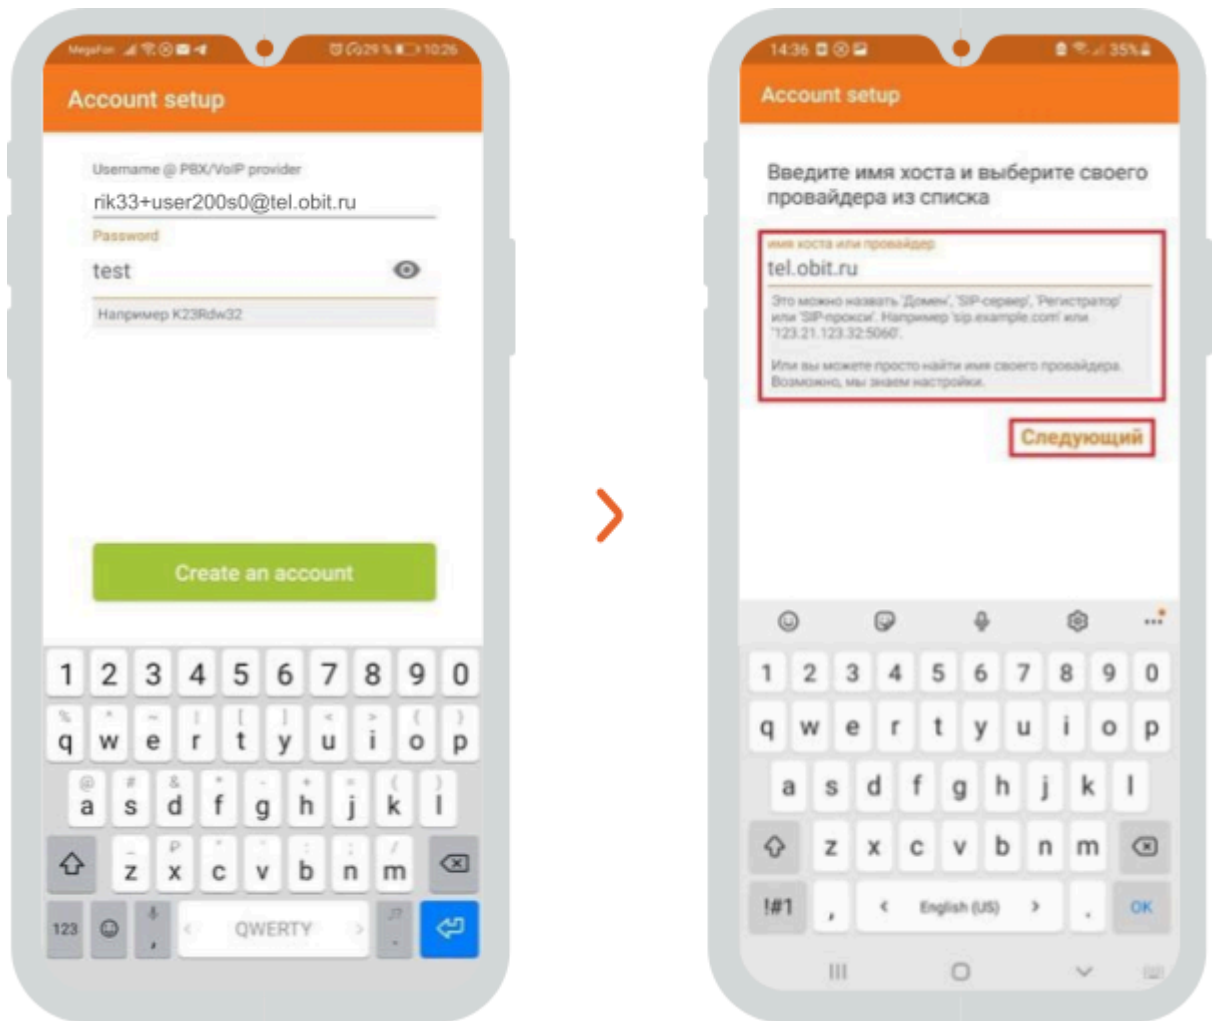 MegaFon 29 % 10:26
Account setup
Username @ PBX/VoIP provider
rik33+user200s0@tel.obit.ru
Password
test
Например K23Rdw32
Create an account
1 2 3 4 5 6 7 8 9 0
q w e r t y u i o p
a s d f g h j k l
z x c v b n m
123 , QWERTY .
14:36 35%
Account setup
Введите имя хоста и выберите своего
провайдера из списка
имя хоста или провайдер
tel.obit.ru
Это можно назвать 'Домен', 'SIP-сервер', 'Регистратор'
или 'SIP-прокси'. Например 'sip.example.com' или
'123.21.123.32:5060'.
Или вы можете просто найти имя своего провайдера.
Возможно, мы знаем настройки.
Следующий
1 2 3 4 5 6 7 8 9 0
q w e r t y u i o p
a s d f g h j k l
z x c v b n m
!#1 , < English (US) > . OK